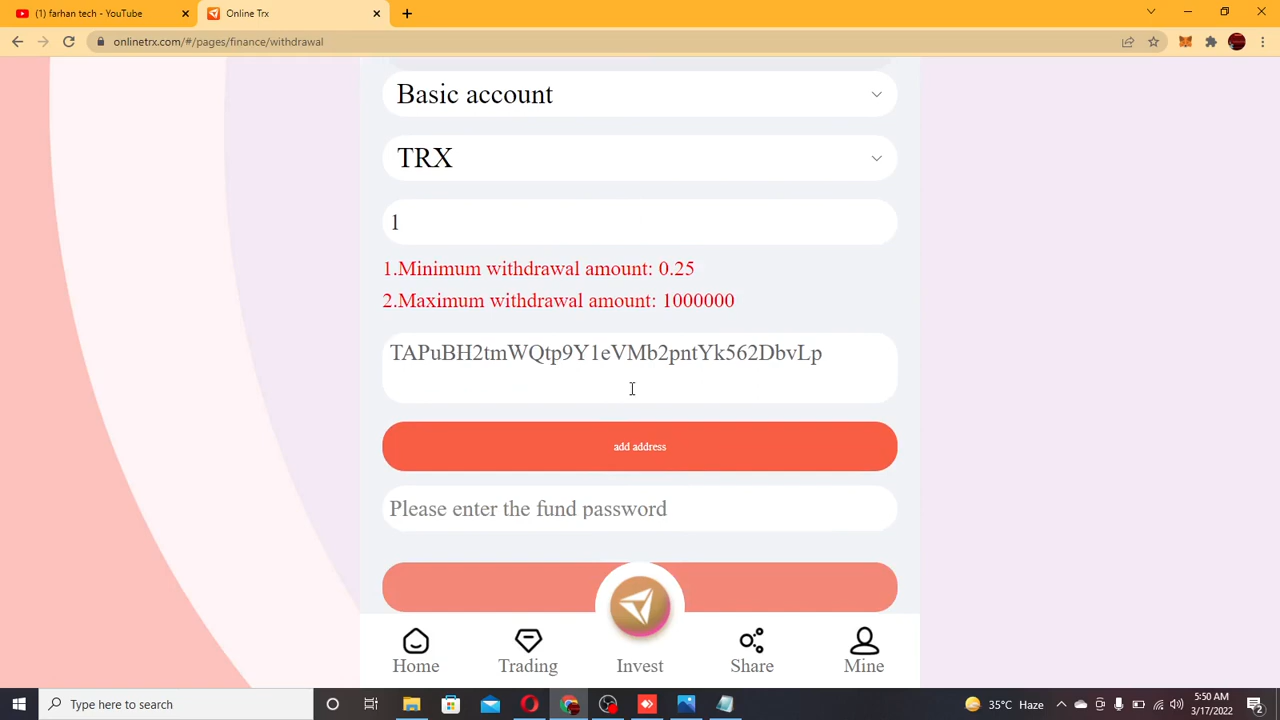 (1) farhan tech - YouTube
Online Trx
onlinetrx.com/#/pages/finance/withdrawal
Basic account
TRX
1
1.Minimum withdrawal amount: 0.25
2.Maximum withdrawal amount: 1000000
TAPuBH2tmWQtp9Y1eVMb2pntYk562DbvLp
add address
Please enter the fund password
Home
Trading
Invest
Share
Mine
Type here to search
35°C Haze
5:50 AM
3/17/2022
2